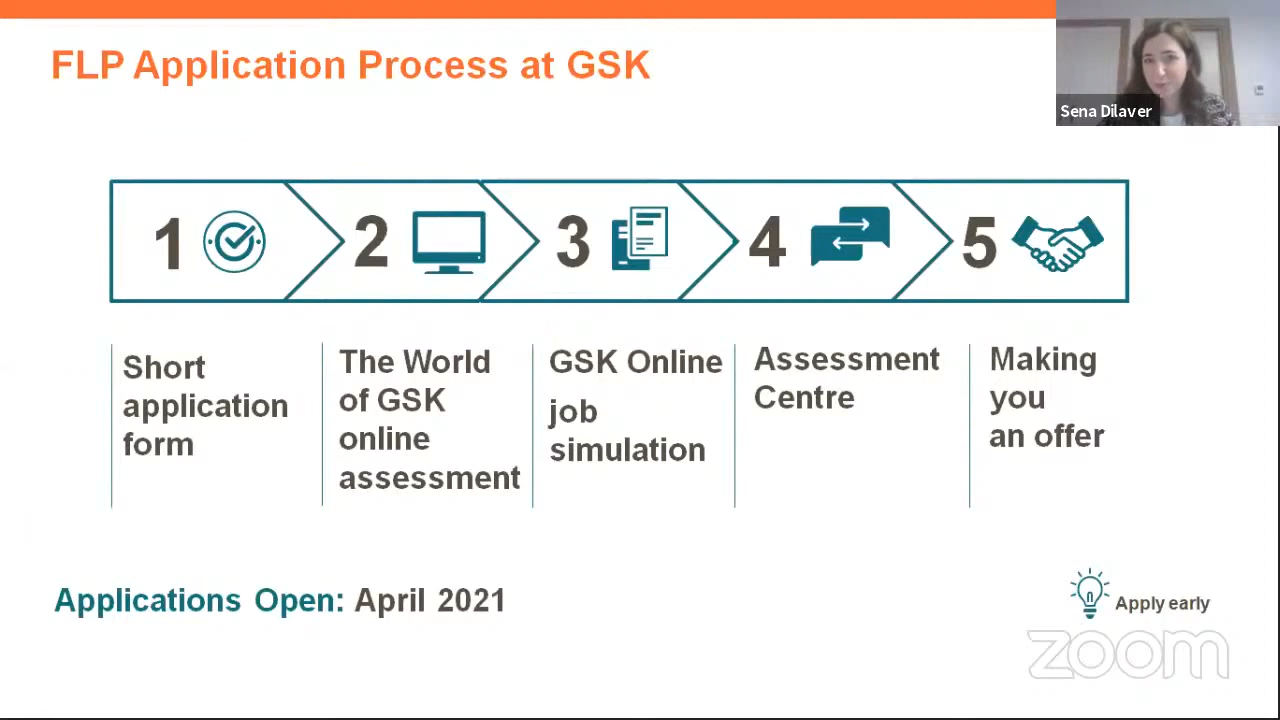 FLP Application Process at GSK
Sena Dilaver
1
2
3
4
5
Short
application
form
The World
of GSK
online
assessment
GSK Online
job
simulation
Assessment
Centre
Making
you
an offer
Applications Open: April 2021
Apply early
zoom